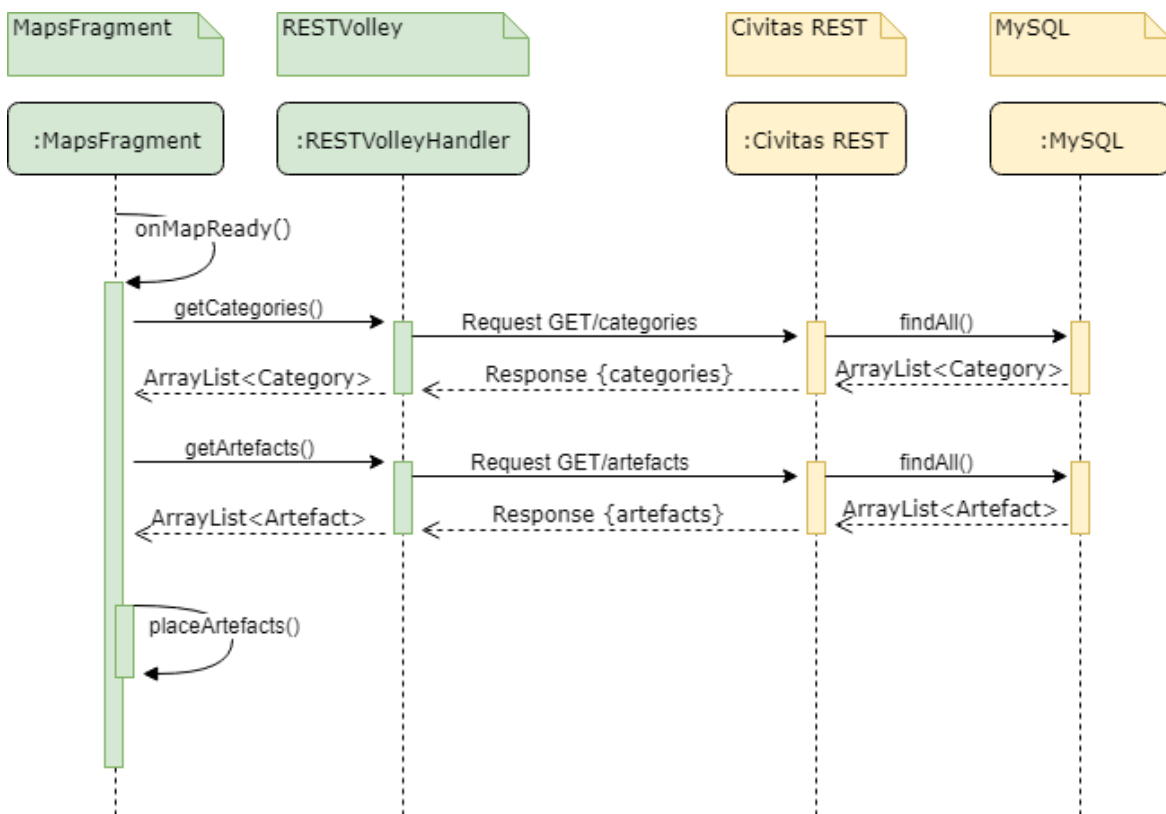 MapsFragment
RESTVolley
Civitas REST
MySQL
:MapsFragment
:RESTVolleyHandler
:Civitas REST
:MySQL
onMapReady()
getCategories()
Request GET/categories
findAll()
ArrayList<Category>
Response {categories}
ArrayList<Category>
getArtefacts()
Request GET/artefacts
findAll()
ArrayList<Artefact>
Response {artefacts}
ArrayList<Artefact>
placeArtefacts()